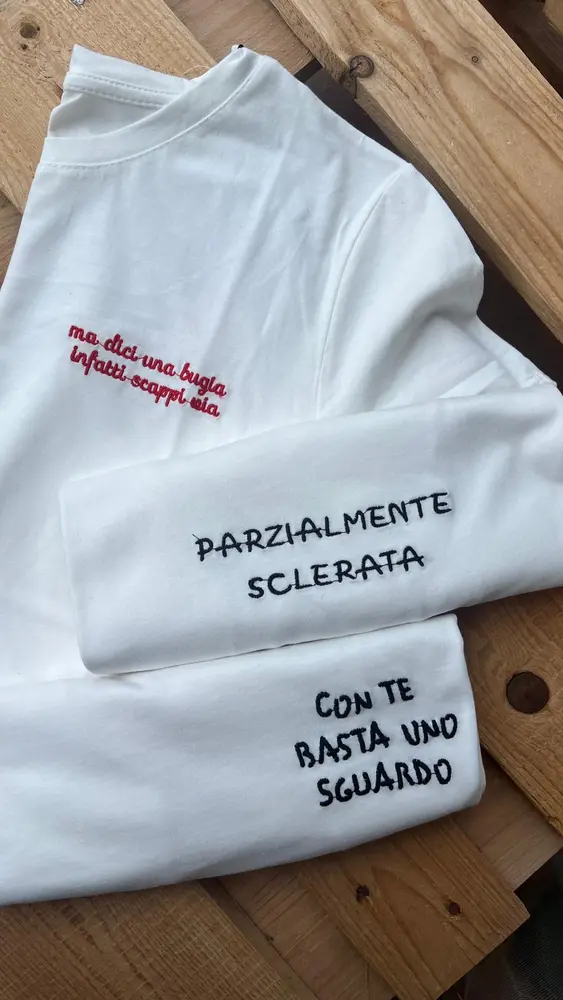 ma dici una bugia
infatti scappi via
PARZIALMENTE
SCLERATA
CON TE
BASTA UNO
SGUARDO